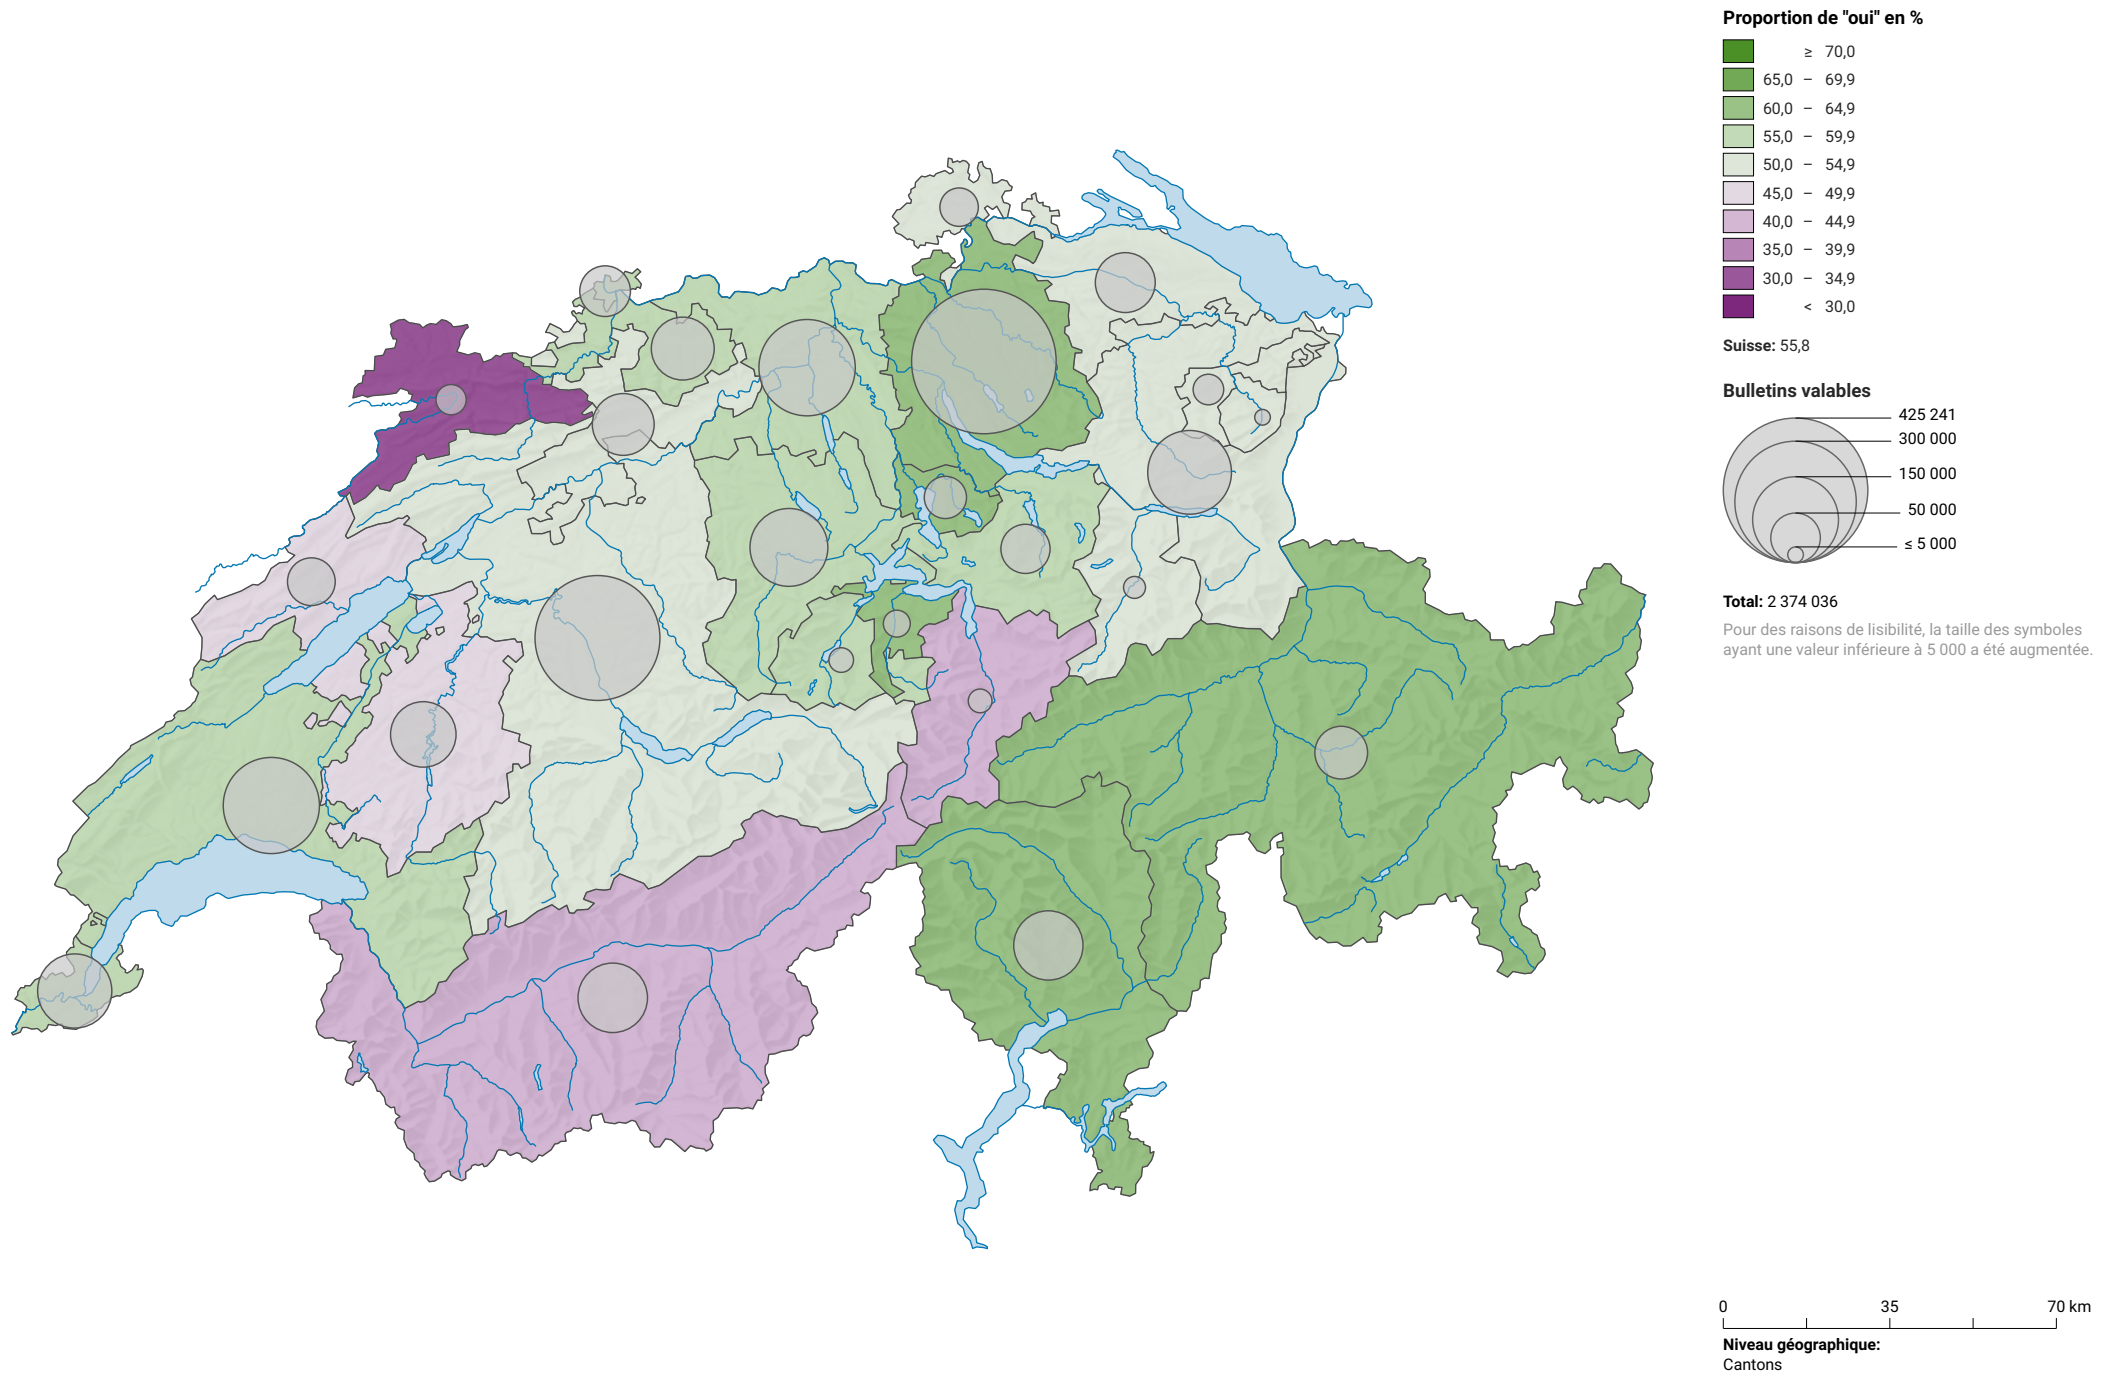 Proportion de "oui" en %
≥ 70,0
65,0 – 69,9
60,0 – 64,9
55,0 – 59,9
50,0 – 54,9
45,0 – 49,9
40,0 – 44,9
35,0 – 39,9
30,0 – 34,9
< 30,0
Suisse: 55,8
Bulletins valables
425 241
300 000
150 000
50 000
≤ 5 000
Total: 2 374 036
Pour des raisons de lisibilité, la taille des symboles
ayant une valeur inférieure à 5 000 a été augmentée.
0 35 70 km
Niveau géographique:
Cantons